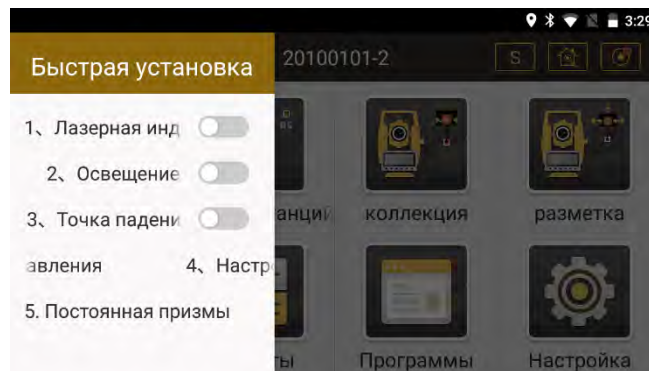 3:29
Быстрая установка
20100101-2
S
1、Лазерная инд
2、Освещение
3、Точка падени
авления 4、Настр
5. Постоянная призмы
анций
коллекция
разметка
ты
Программы
Настройка